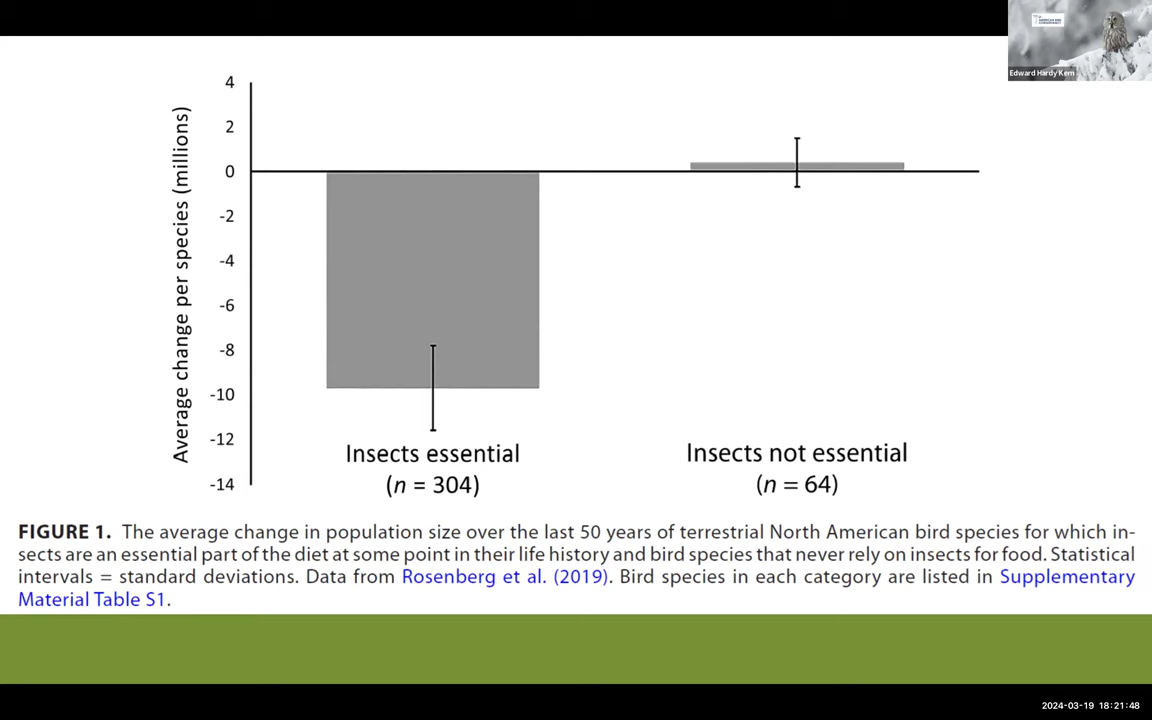 AMERICAN BIRD
CONSERVANCY
Edward Hardy Kern
4
2
0
-2
-4
-6
-8
-10
-12
-14
Average change per species (millions)
Insects essential
(n = 304)
Insects not essential
(n = 64)
FIGURE 1. The average change in population size over the last 50 years of terrestrial North American bird species for which in-
sects are an essential part of the diet at some point in their life history and bird species that never rely on insects for food. Statistical
intervals = standard deviations. Data from Rosenberg et al. (2019). Bird species in each category are listed in Supplementary
Material Table S1.
2024-03-19 18:21:48